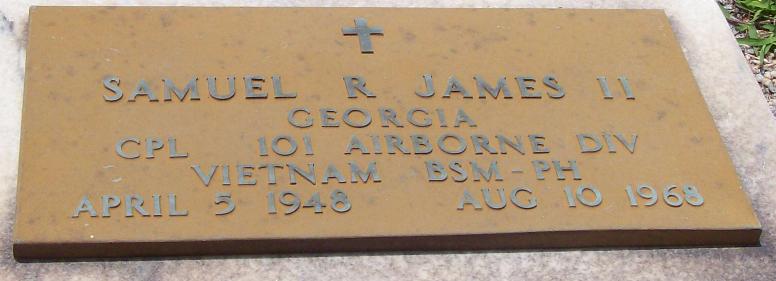 SAMUEL R JAMES II
GEORGIA
CPL 101 AIRBORNE DIV
VIETNAM BSM-PH
APRIL 5 1948 AUG 10 1968